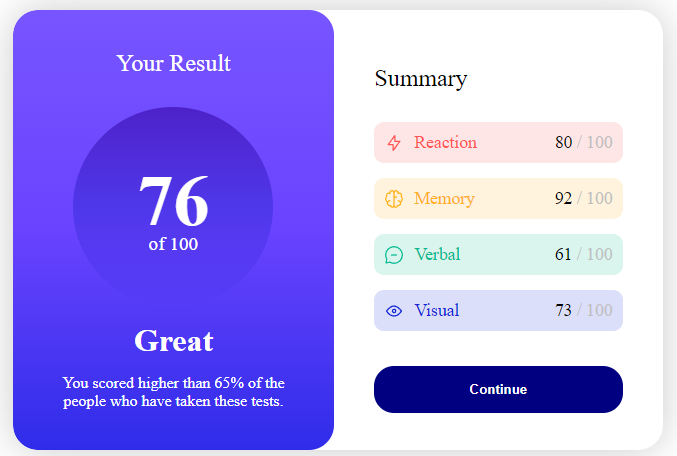 Your Result
76
of 100
Great
You scored higher than 65% of the
people who have taken these tests.
Summary
Reaction 80 / 100
Memory 92 / 100
Verbal 61 / 100
Visual 73 / 100
Continue